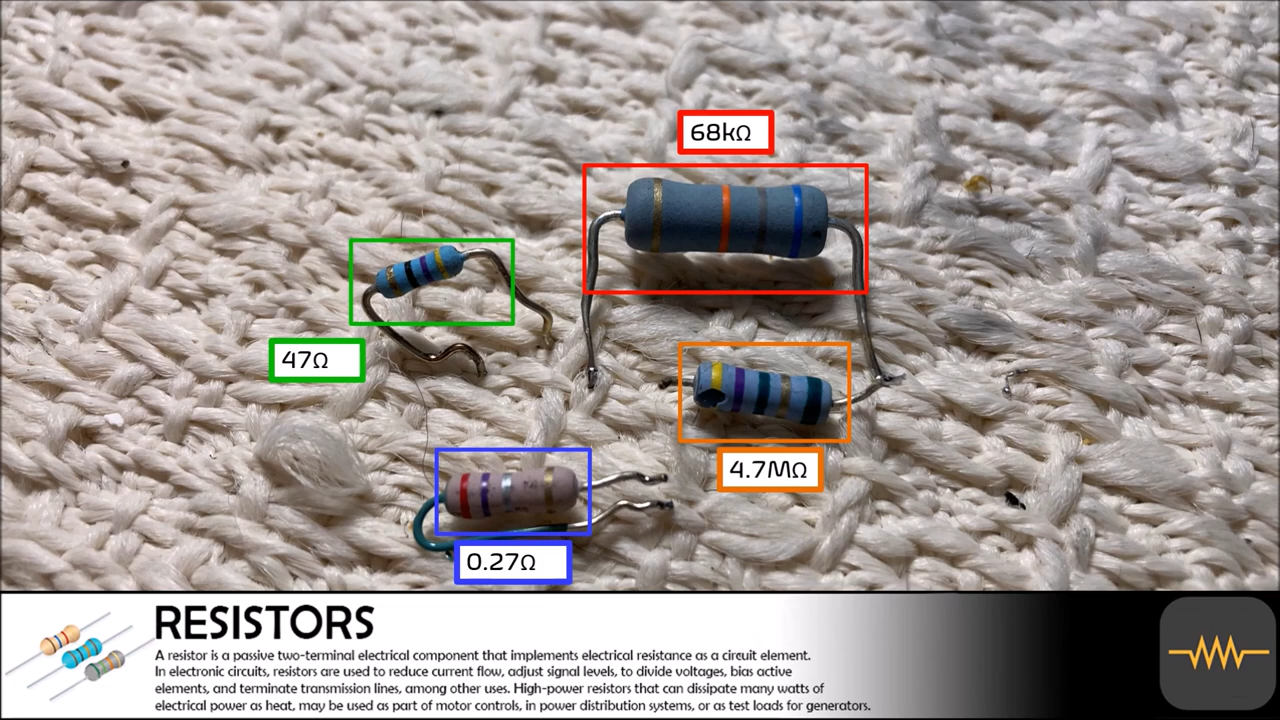 68kΩ
47Ω
4.7MΩ
0.27Ω
RESISTORS
A resistor is a passive two-terminal electrical component that implements electrical resistance as a circuit element.
In electronic circuits, resistors are used to reduce current flow, adjust signal levels, to divide voltages, bias active
elements, and terminate transmission lines, among other uses. High-power resistors that can dissipate many watts of
electrical power as heat, may be used as part of motor controls, in power distribution systems, or as test loads for generators.